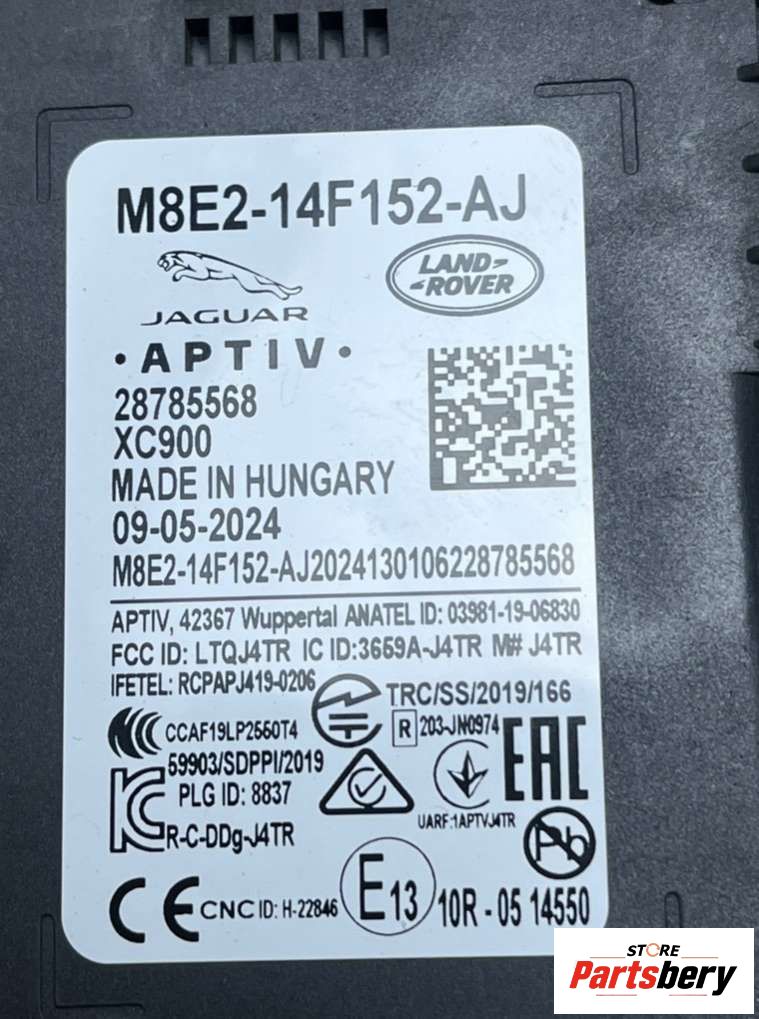 M8E2-14F152-AJ
JAGUAR
LAND-
-ROVER
· A P T I V ·
28785568
XC900
MADE IN HUNGARY
09-05-2024
M8E2-14F152-AJ2024130106228785568
APTIV, 42367 Wuppertal ANATEL ID: 03981-19-06830
FCC ID: LTQJ4TR IC ID:3659A-J4TR M# J4TR
IFETEL: RCPAPJ419-0206
TRC/SS/2019/166
CCAF19LP2550T4
R 203-JN0974
EAC
59903/SDPPI/2019
PLG ID: 8837
UARF:1APTVJ4TR
R-C-DDg-J4TR
Pb
CE CNC ID: H-22846 E13 10R - 05 14550
STORE
Partsbery